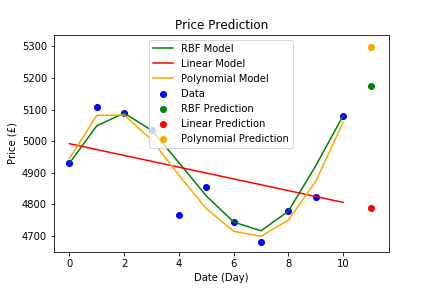 Price Prediction
RBF Model
Linear Model
Polynomial Model
Data
RBF Prediction
Linear Prediction
Polynomial Prediction
5300
5200
5100
5000
4900
4800
4700
Price (£)
0 2 4 6 8 10
Date (Day)